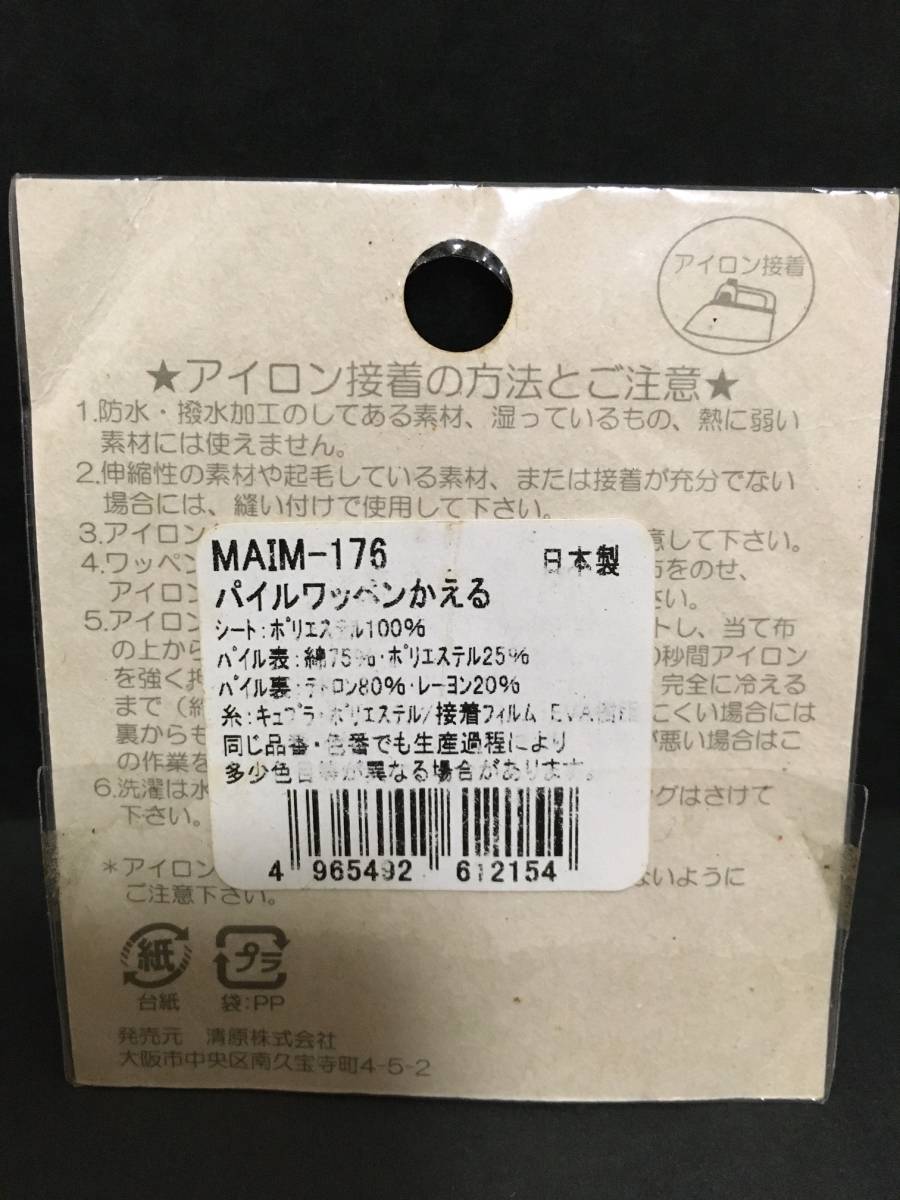 アイロン接着
★アイロン接着の方法とご注意★
1.防水・撥水加工のしてある素材、湿っているもの、熱に弱い
素材には使えません。
2.伸縮性の素材や起毛している素材、または接着が充分でない
場合には、縫い付けで使用して下さい。
3.アイロン 意して下さい。
4.ワッペン 布をのせ、
アイロン さい。
5.アイロン トし、当て布
の上から 0秒間アイロン
を強く押 完全に冷える
まで にくい場合には
裏からも が悪い場合はこ
の作業を
6.洗濯は水 ングはさけて
下さい。
MAIM-176 日本製
パイルワッペンかえる
シート:ポリエステル100%
パイル表:綿75%・ポリエステル25%
パイル裏:テトロン80%・レーヨン20%
糸:キュプラ・ポリエステル/接着フィルム EVA樹脂
同じ品番・色番でも生産過程により
多少色目等が異なる場合があります。
4 965492 612154
*アイロン ないように
ご注意下さい。
紙 プラ
台紙 袋:PP
発売元 清原株式会社
大阪市中央区南久宝寺町4-5-2